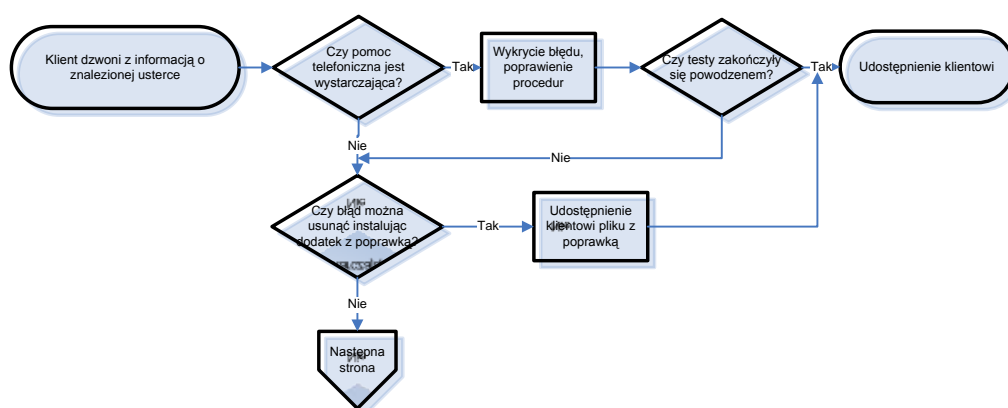 Klient dzwoni z informacją o
znalezionej usterce
Czy pomoc
telefoniczna jest
wystarczająca?
Tak
Wykrycie błędu,
poprawienie
procedur
Czy testy zakończyły
się powodzenem?
Tak
Udostępnienie klientowi
Nie
Nie
Czy błąd można
usunąć instalując
dodatek z poprawką?
Tak
Udostępnienie
klientowi pliku z
poprawką
Nie
Następna
strona